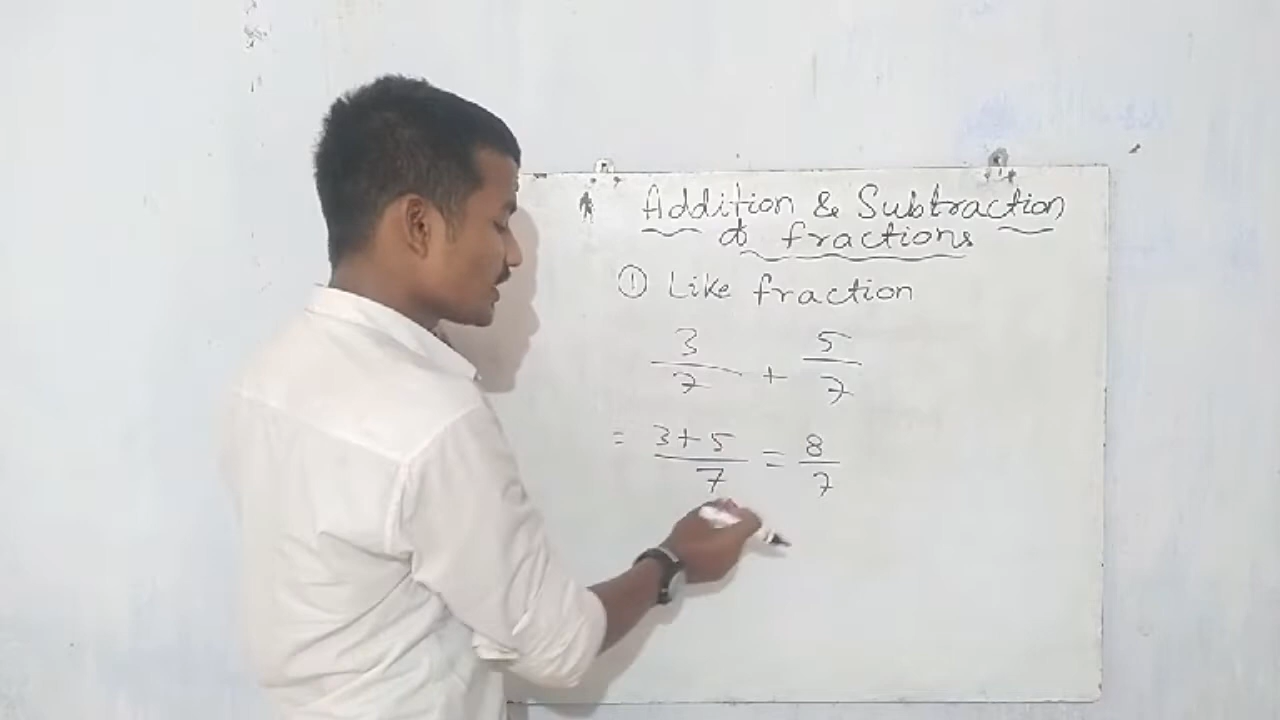 Addition & Subtraction
of fractions
① Like fraction
3/7 + 5/7
= 3+5/7 = 8/7